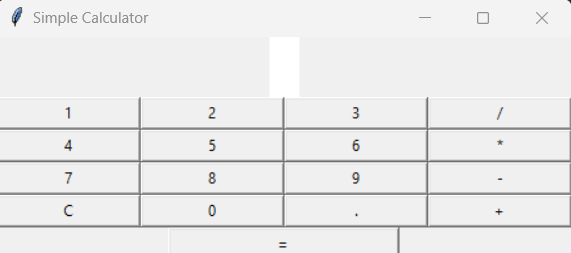 Simple Calculator
1 2 3 /
4 5 6 *
7 8 9 -
C 0 . +
=